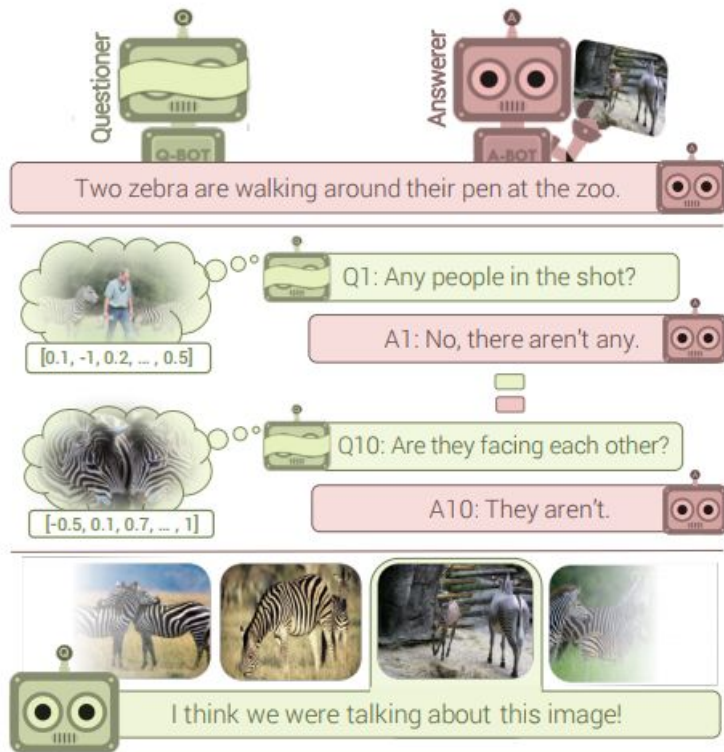 Q
A
Questioner
Answerer
Q-BOT
A-BOT
A
Two zebra are walking around their pen at the zoo.
Q
Q1: Any people in the shot?
[0.1, -1, 0.2, ... , 0.5]
A
A1: No, there aren't any.
Q
Q10: Are they facing each other?
[-0.5, 0.1, 0.7, ... , 1]
A
A10: They aren't.
Q
I think we were talking about this image!